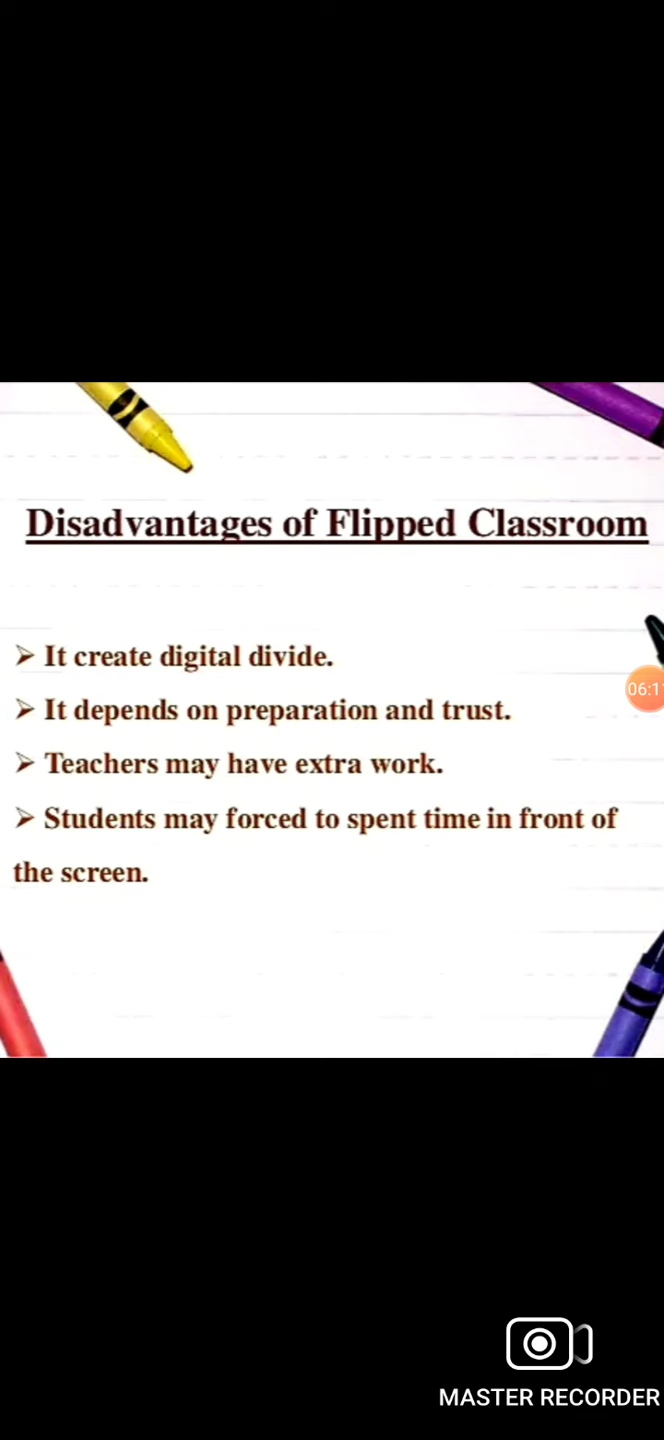 Disadvantages of Flipped Classroom
➢ It create digital divide.
➢ It depends on preparation and trust.
➢ Teachers may have extra work.
➢ Students may forced to spent time in front of
the screen.
MASTER RECORDER